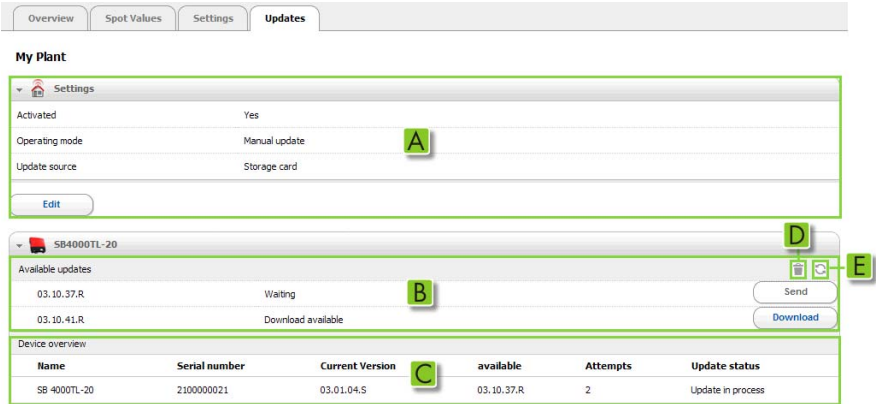 Overview Spot Values Settings Updates
My Plant
Settings
Activated Yes
Operating mode Manual update A
Update source Storage card
Edit
SB4000TL-20 D
Available updates E
03.10.37.R Waiting B Send
03.10.41.R Download available Download
Device overview
Name Serial number Current Version C available Attempts Update status
SB 4000TL-20 2100000021 03.01.04.S 03.10.37.R 2 Update in process